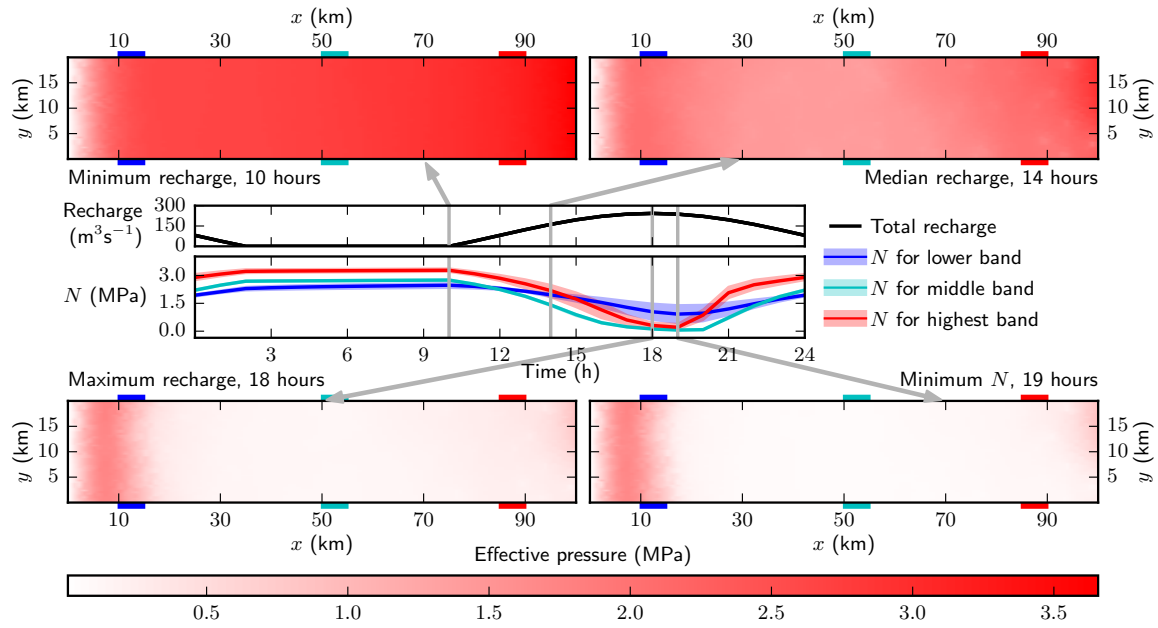 x (km) x (km)
10 30 50 70 90 10 30 50 70 90
y (km) 15 10 5 15 10 5 y (km)
Minimum recharge, 10 hours Median recharge, 14 hours
Recharge
(m³s⁻¹)
300
150
0
N (MPa)
3.0
1.5
0.0
3 6 9 12 15 18 21 24
Time (h)
Total recharge
N for lower band
N for middle band
N for highest band
Maximum recharge, 18 hours Minimum N, 19 hours
y (km) 15 10 5 15 10 5 y (km)
10 30 50 70 90 10 30 50 70 90
x (km) x (km)
Effective pressure (MPa)
0.5 1.0 1.5 2.0 2.5 3.0 3.5